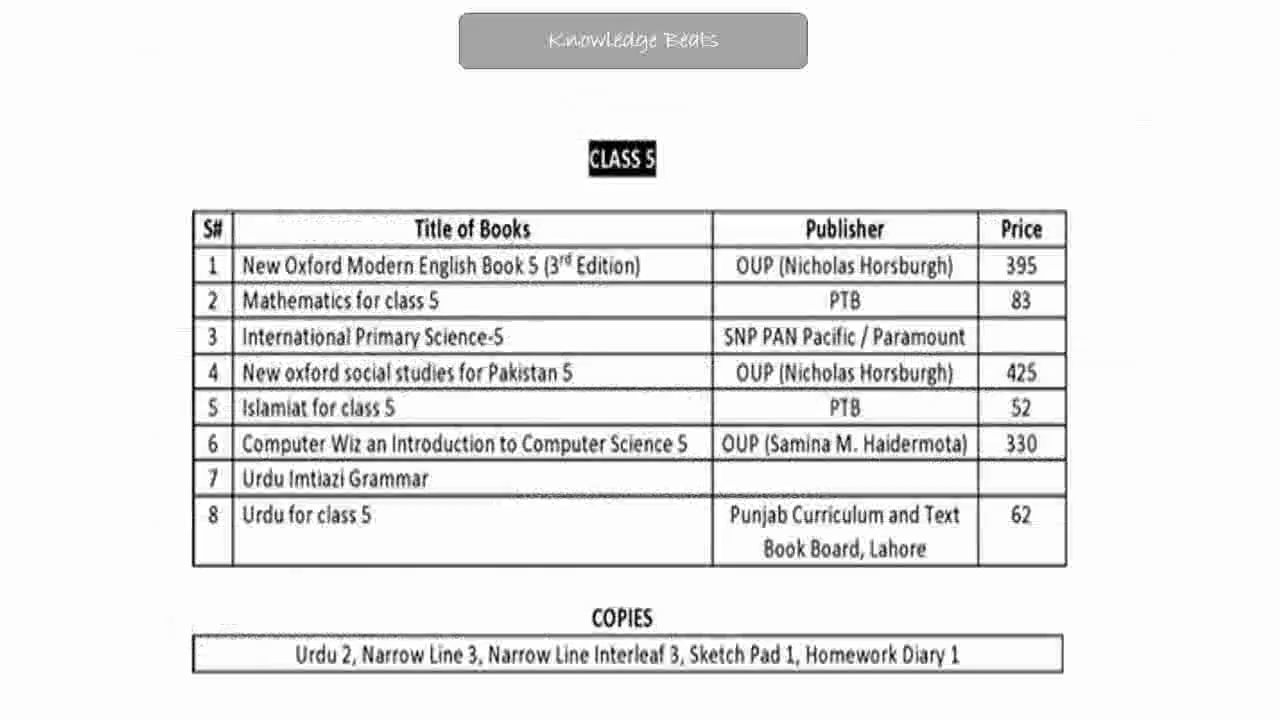 Knowledge Beats
CLASS 5
S# Title of Books Publisher Price
1 New Oxford Modern English Book 5 (3rd Edition) OUP (Nicholas Horsburgh) 395
2 Mathematics for class 5 PTB 83
3 International Primary Science-5 SNP PAN Pacific / Paramount
4 New oxford social studies for Pakistan 5 OUP (Nicholas Horsburgh) 425
5 Islamiat for class 5 PTB 52
6 Computer Wiz an Introduction to Computer Science 5 OUP (Samina M. Haidermota) 330
7 Urdu Imtiazi Grammar
8 Urdu for class 5 Punjab Curriculum and Text 62
Book Board, Lahore
COPIES
Urdu 2, Narrow Line 3, Narrow Line Interleaf 3, Sketch Pad 1, Homework Diary 1